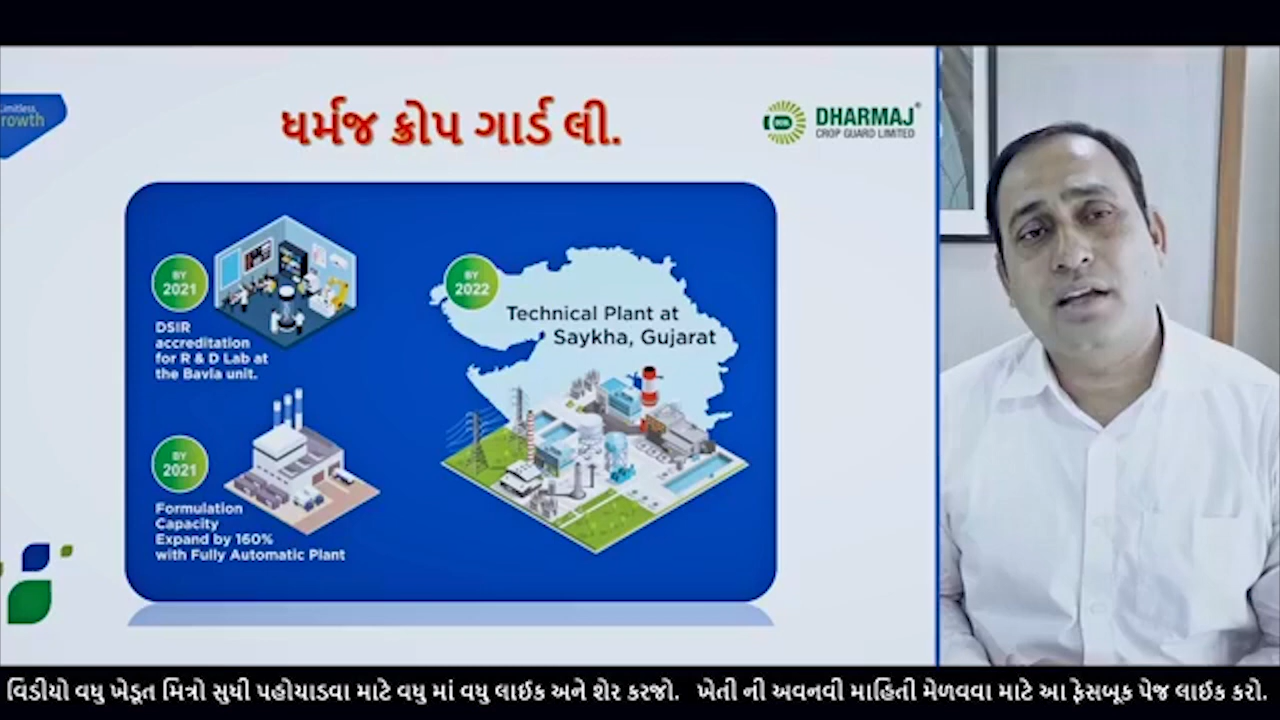 Limitless
rowth
ધર્મજ ક્રોપ ગાર્ડ લી.
DHARMAJ®
CROP GUARD LIMITED
BY
2021
DSIR
accreditation
for R & D Lab at
the Bavla unit.
BY
2022
Technical Plant at
Saykha, Gujarat
BY
2021
Formulation
Capacity
Expand by 160%
with Fully Automatic Plant
વિડીયો વધુ ખેડૂત મિત્રો સુધી પહોચાડવા માટે વધુ માં વધુ લાઈક અને શેર કરજો. ખેતી ની અવનવી માહિતી મેળવવા માટે આ ફેસબૂક પેજ લાઈક કરો.